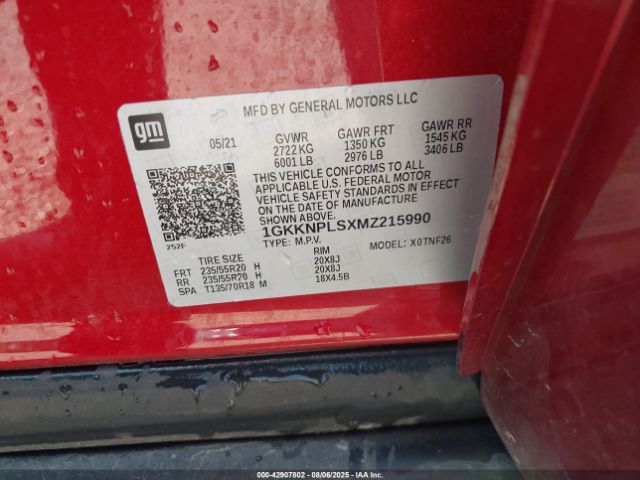 MFD BY GENERAL MOTORS LLC
gm
05/21 GVWR GAWR FRT GAWR RR
2722 KG 1350 KG 1545 KG
6001 LB 2976 LB 3406 LB
THIS VEHICLE CONFORMS TO ALL
APPLICABLE U.S. FEDERAL MOTOR
VEHICLE SAFETY STANDARDS IN EFFECT
ON THE DATE OF MANUFACTURE
SHOWN ABOVE.
1GKKNPLSXMZ215990
252F
TYPE: M.P.V. MODEL: X0TNF26
TIRE SIZE RIM
FRT 235/55R20 H 20X8J
RR 235/55R20 H 20X8J
SPA T135/70R18 M 18X4.5B
000-42907802 - 08/06/2025 - IAAI.COM